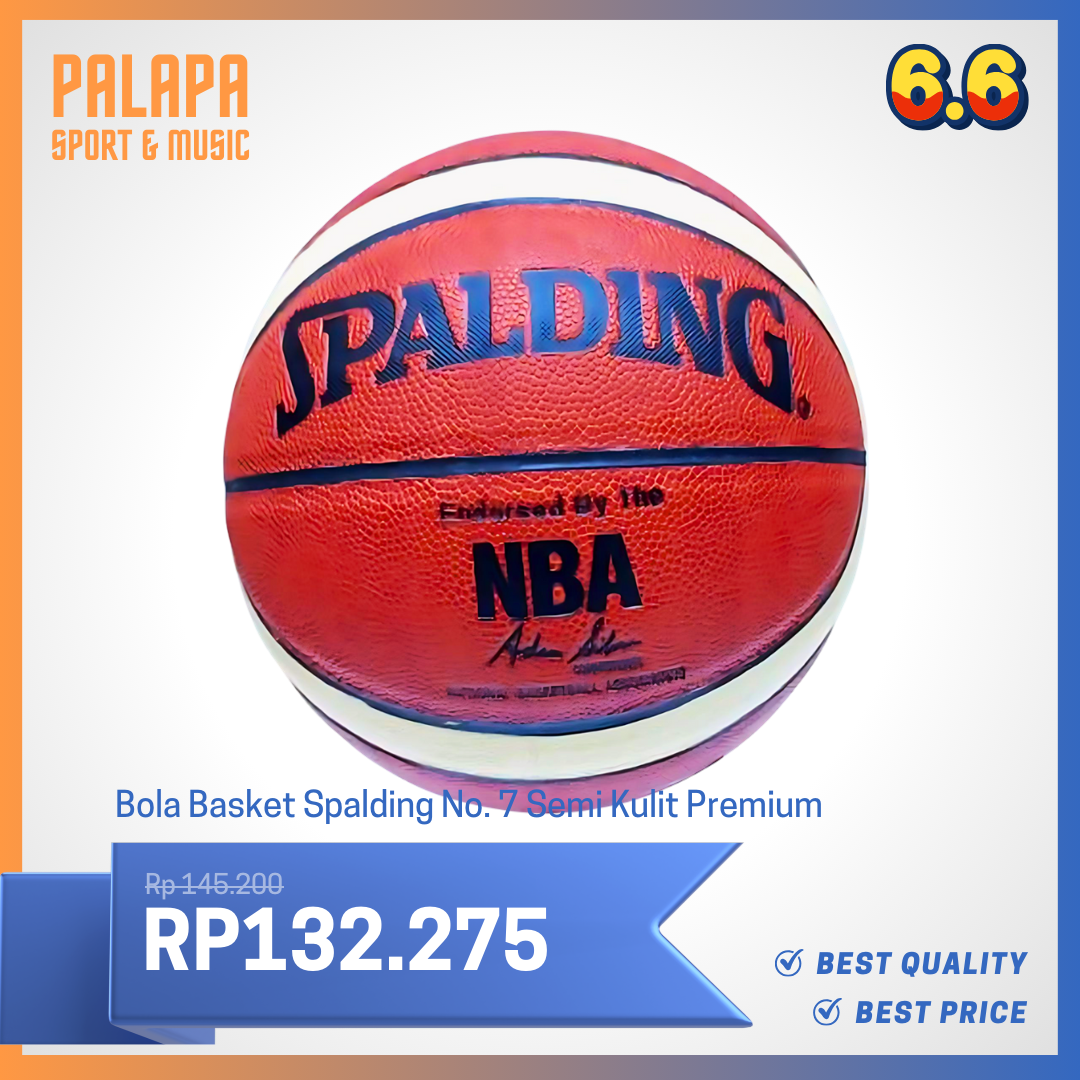 PALAPA
SPORT & MUSIC
6.6
SPALDING
Endorsed By The
NBA
Bola Basket Spalding No. 7 Semi Kulit Premium
Rp 145.200
RP132.275
BEST QUALITY
BEST PRICE